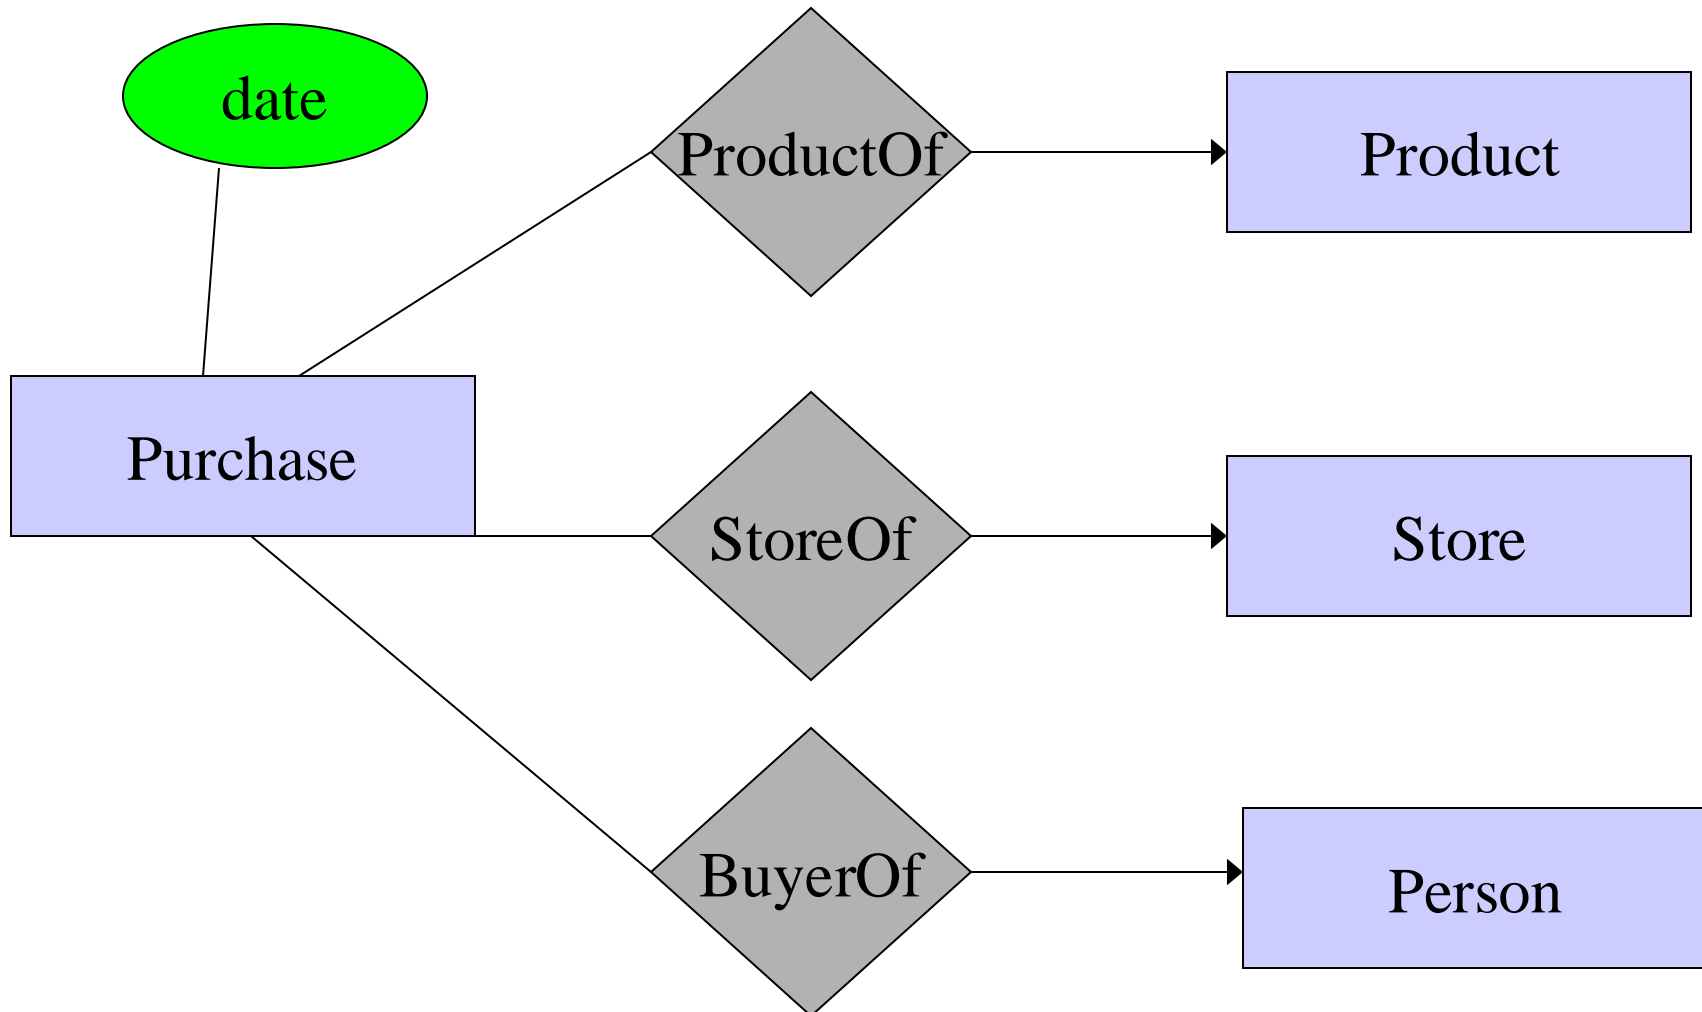 date
ProductOf
Product
Purchase
StoreOf
Store
BuyerOf
Person